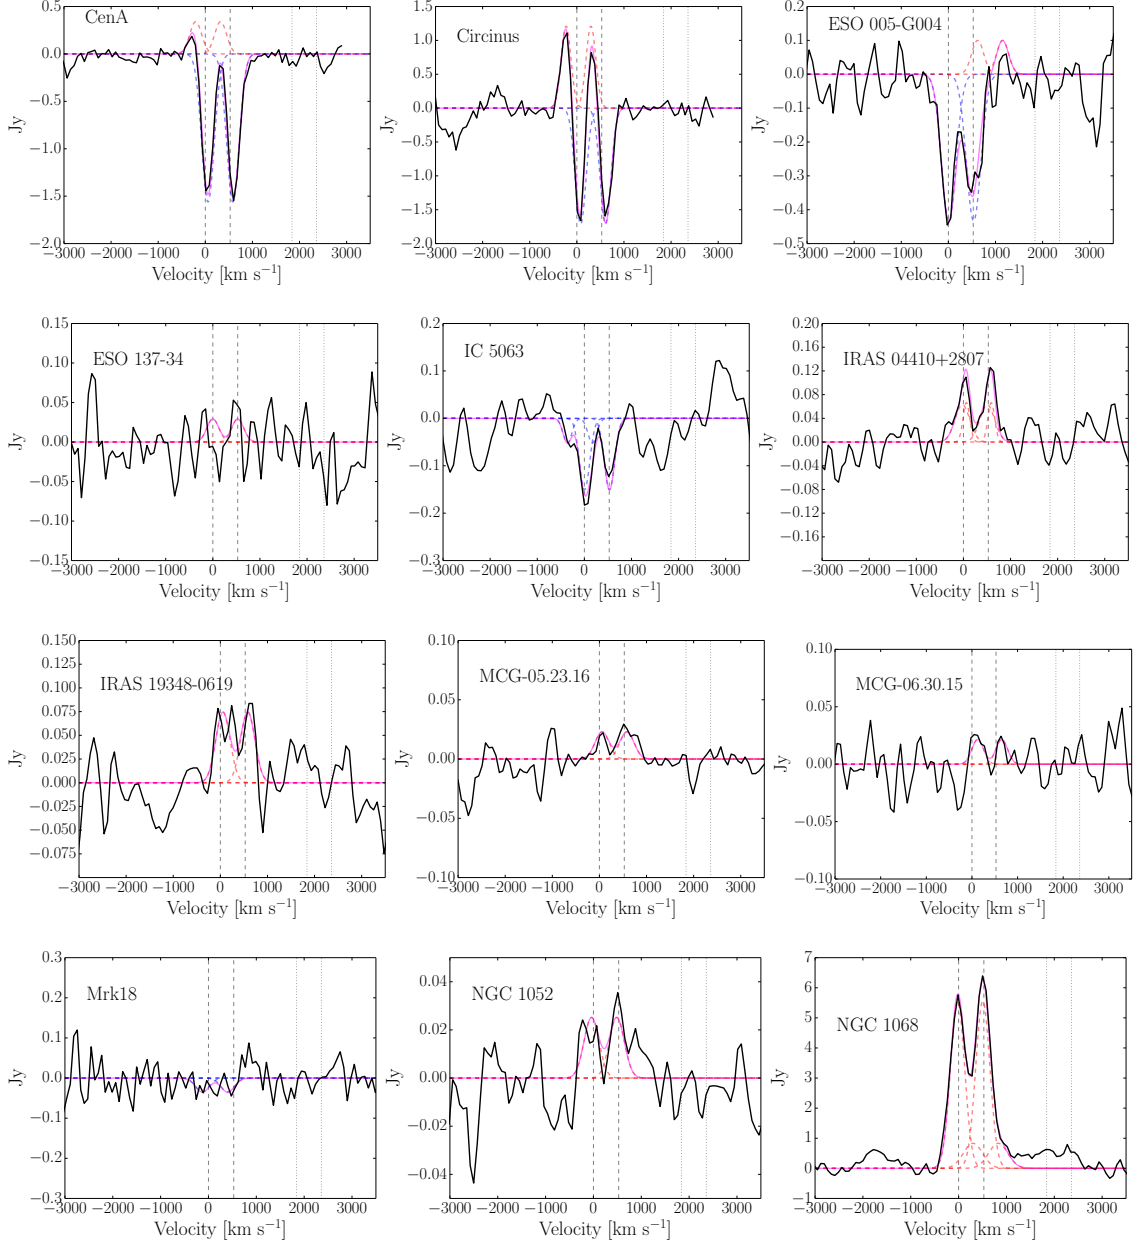 CenA
Jy
0.5
0.0
−0.5
−1.0
−1.5
−2.0
−3000 −2000 −1000 0 1000 2000 3000
Velocity [km s⁻¹]
Circinus
Jy
1.5
1.0
0.5
0.0
−0.5
−1.0
−1.5
−2.0
−3000 −2000 −1000 0 1000 2000 3000
Velocity [km s⁻¹]
ESO 005-G004
Jy
0.2
0.1
0.0
−0.1
−0.2
−0.3
−0.4
−0.5
−3000 −2000 −1000 0 1000 2000 3000
Velocity [km s⁻¹]
ESO 137-34
Jy
0.15
0.10
0.05
0.00
−0.05
−0.10
−0.15
−3000 −2000 −1000 0 1000 2000 3000
Velocity [km s⁻¹]
IC 5063
Jy
0.2
0.1
0.0
−0.1
−0.2
−0.3
−3000 −2000 −1000 0 1000 2000 3000
Velocity [km s⁻¹]
IRAS 04410+2807
Jy
0.20
0.16
0.12
0.08
0.04
0.00
−0.04
−0.08
−0.12
−0.16
−3000 −2000 −1000 0 1000 2000 3000
Velocity [km s⁻¹]
IRAS 19348-0619
Jy
0.150
0.125
0.100
0.075
0.050
0.025
0.000
−0.025
−0.050
−0.075
−3000 −2000 −1000 0 1000 2000 3000
Velocity [km s⁻¹]
MCG-05.23.16
Jy
0.10
0.05
0.00
−0.05
−0.10
−3000 −2000 −1000 0 1000 2000 3000
Velocity [km s⁻¹]
MCG-06.30.15
Jy
0.10
0.05
0.00
−0.05
−0.10
−3000 −2000 −1000 0 1000 2000 3000
Velocity [km s⁻¹]
Mrk18
Jy
0.3
0.2
0.1
0.0
−0.1
−0.2
−0.3
−3000 −2000 −1000 0 1000 2000 3000
Velocity [km s⁻¹]
NGC 1052
Jy
0.04
0.02
0.00
−0.02
−0.04
−3000 −2000 −1000 0 1000 2000 3000
Velocity [km s⁻¹]
NGC 1068
Jy
7
6
5
4
3
2
1
0
−1
−3000 −2000 −1000 0 1000 2000 3000
Velocity [km s⁻¹]